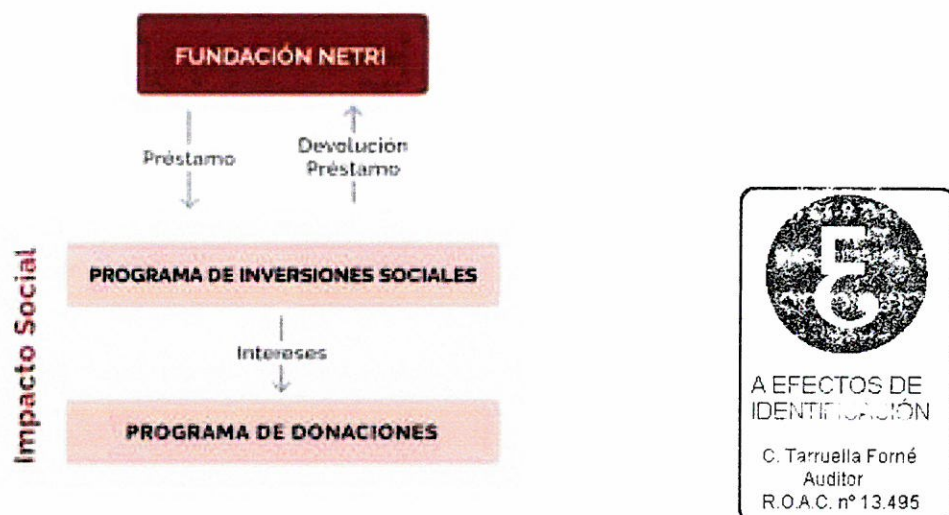 FUNDACIÓN NETRI
Préstamo
Devolución
Préstamo
Impacto Social
PROGRAMA DE INVERSIONES SOCIALES
Intereses
PROGRAMA DE DONACIONES
A EFECTOS DE
IDENTIFICACIÓN
C. Tarruella Forné
Auditor
R.O.A.C. nº 13.495